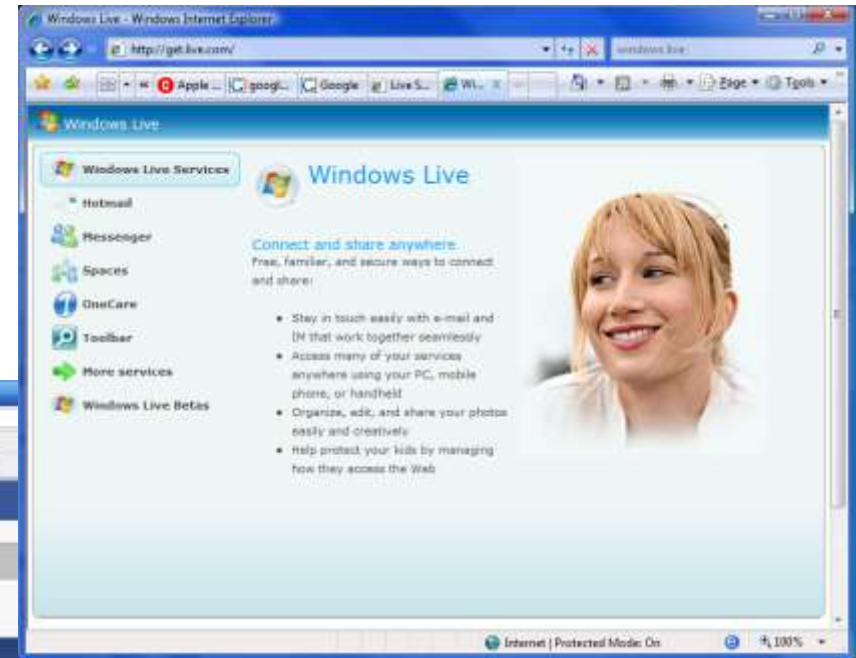 Windows Live - Windows Internet Explorer
http://get.live.com/
windows live
Apple ...
googl...
Google
Live S...
Wi...
Page
Tools
Windows Live
Windows Live Services
Hotmail
Messenger
Spaces
OneCare
Toolbar
More services
Windows Live Betas
Windows Live
Connect and share anywhere
Free, familiar, and secure ways to connect
and share:
Stay in touch easily with e-mail and
IM that work together seamlessly
Access many of your services
anywhere using your PC, mobile
phone, or handheld
Organize, edit, and share your photos
easily and creatively
Help protect your kids by managing
how they access the Web
Internet | Protected Mode: On
100%